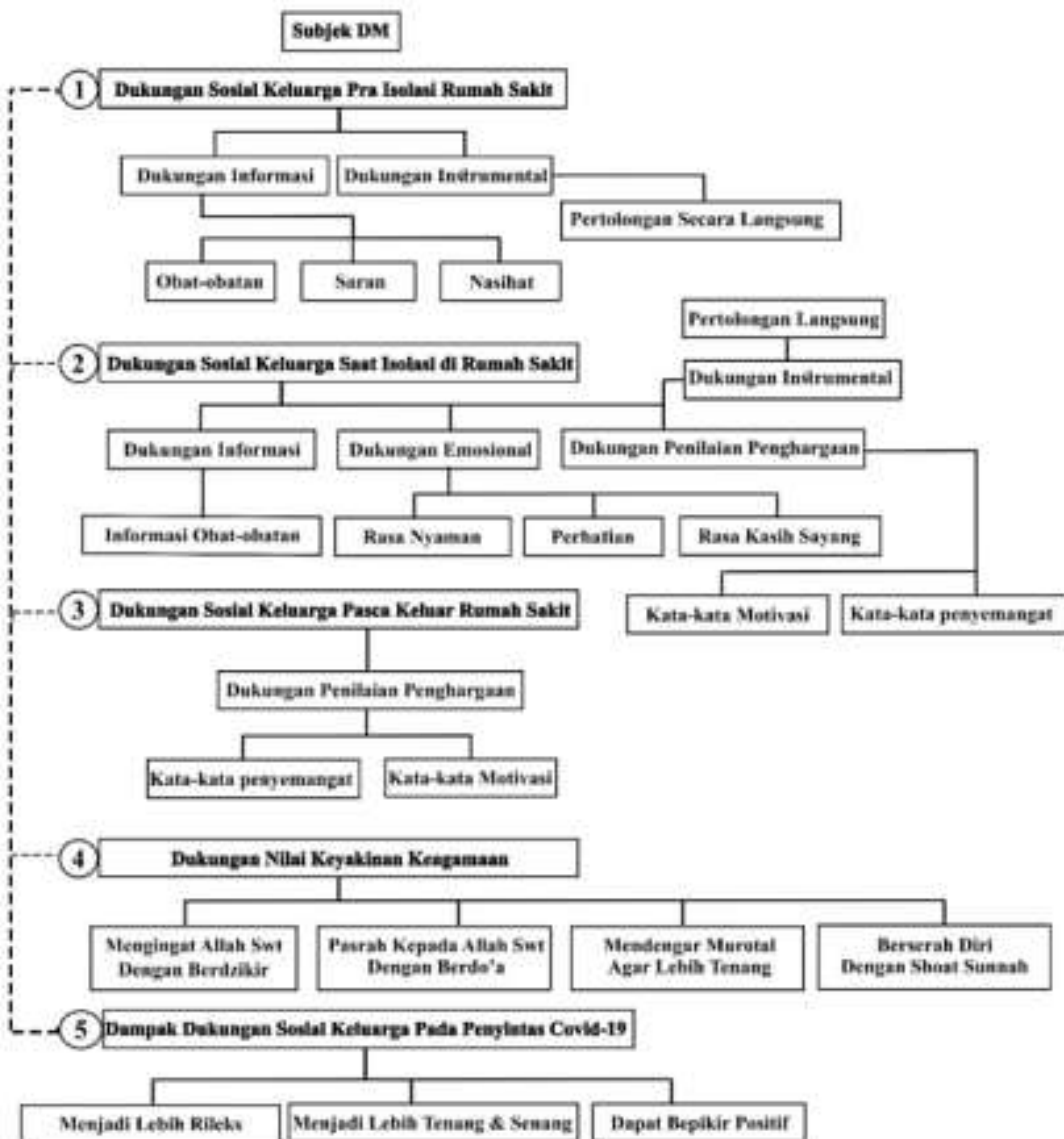 Subjek DM
1 Dukungan Sosial Keluarga Pra Isolasi Rumah Sakit
Dukungan Informasi
Dukungan Instrumental
Pertolongan Secara Langsung
Obat-obatan
Saran
Nasihat
Pertolongan Langsung
2 Dukungan Sosial Keluarga Saat Isolasi di Rumah Sakit
Dukungan Instrumental
Dukungan Informasi
Dukungan Emosional
Dukungan Penilaian Penghargaan
Informasi Obat-obatan
Rasa Nyaman
Perhatian
Rasa Kasih Sayang
3 Dukungan Sosial Keluarga Pasca Keluar Rumah Sakit
Kata-kata Motivasi
Kata-kata penyemangat
Dukungan Penilaian Penghargaan
Kata-kata penyemangat
Kata-kata Motivasi
4 Dukungan Nilai Keyakinan Keagamaan
Mengingat Allah Swt
Dengan Berdzikir
Pasrah Kepada Allah Swt
Dengan Berdo'a
Mendengar Murotal
Agar Lebih Tenang
Berserah Diri
Dengan Shoat Sunnah
5 Dampak Dukungan Sosial Keluarga Pada Penyintas Covid-19
Menjadi Lebih Rileks
Menjadi Lebih Tenang & Senang
Dapat Bepikir Positif